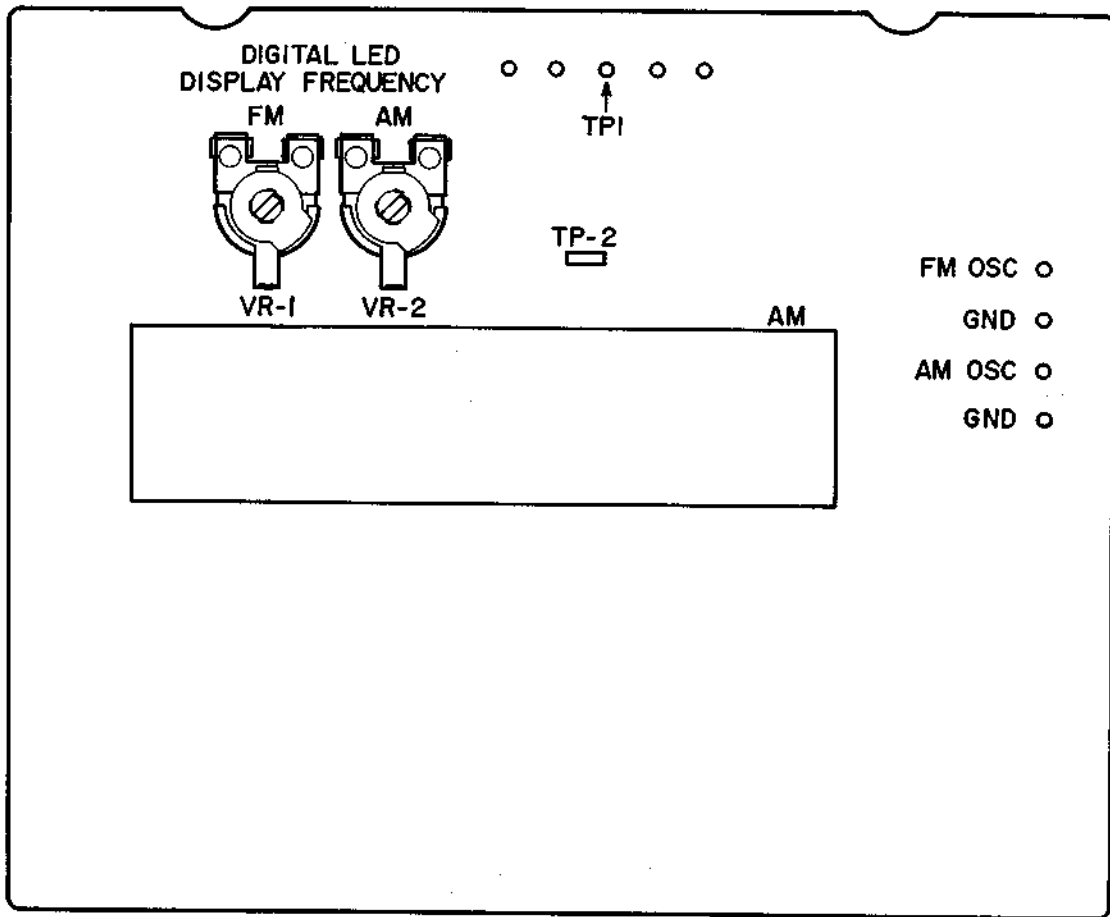 DIGITAL LED
DISPLAY FREQUENCY
FM AM
TP1
VR-1 VR-2
TP-2
AM
FM OSC
GND
AM OSC
GND